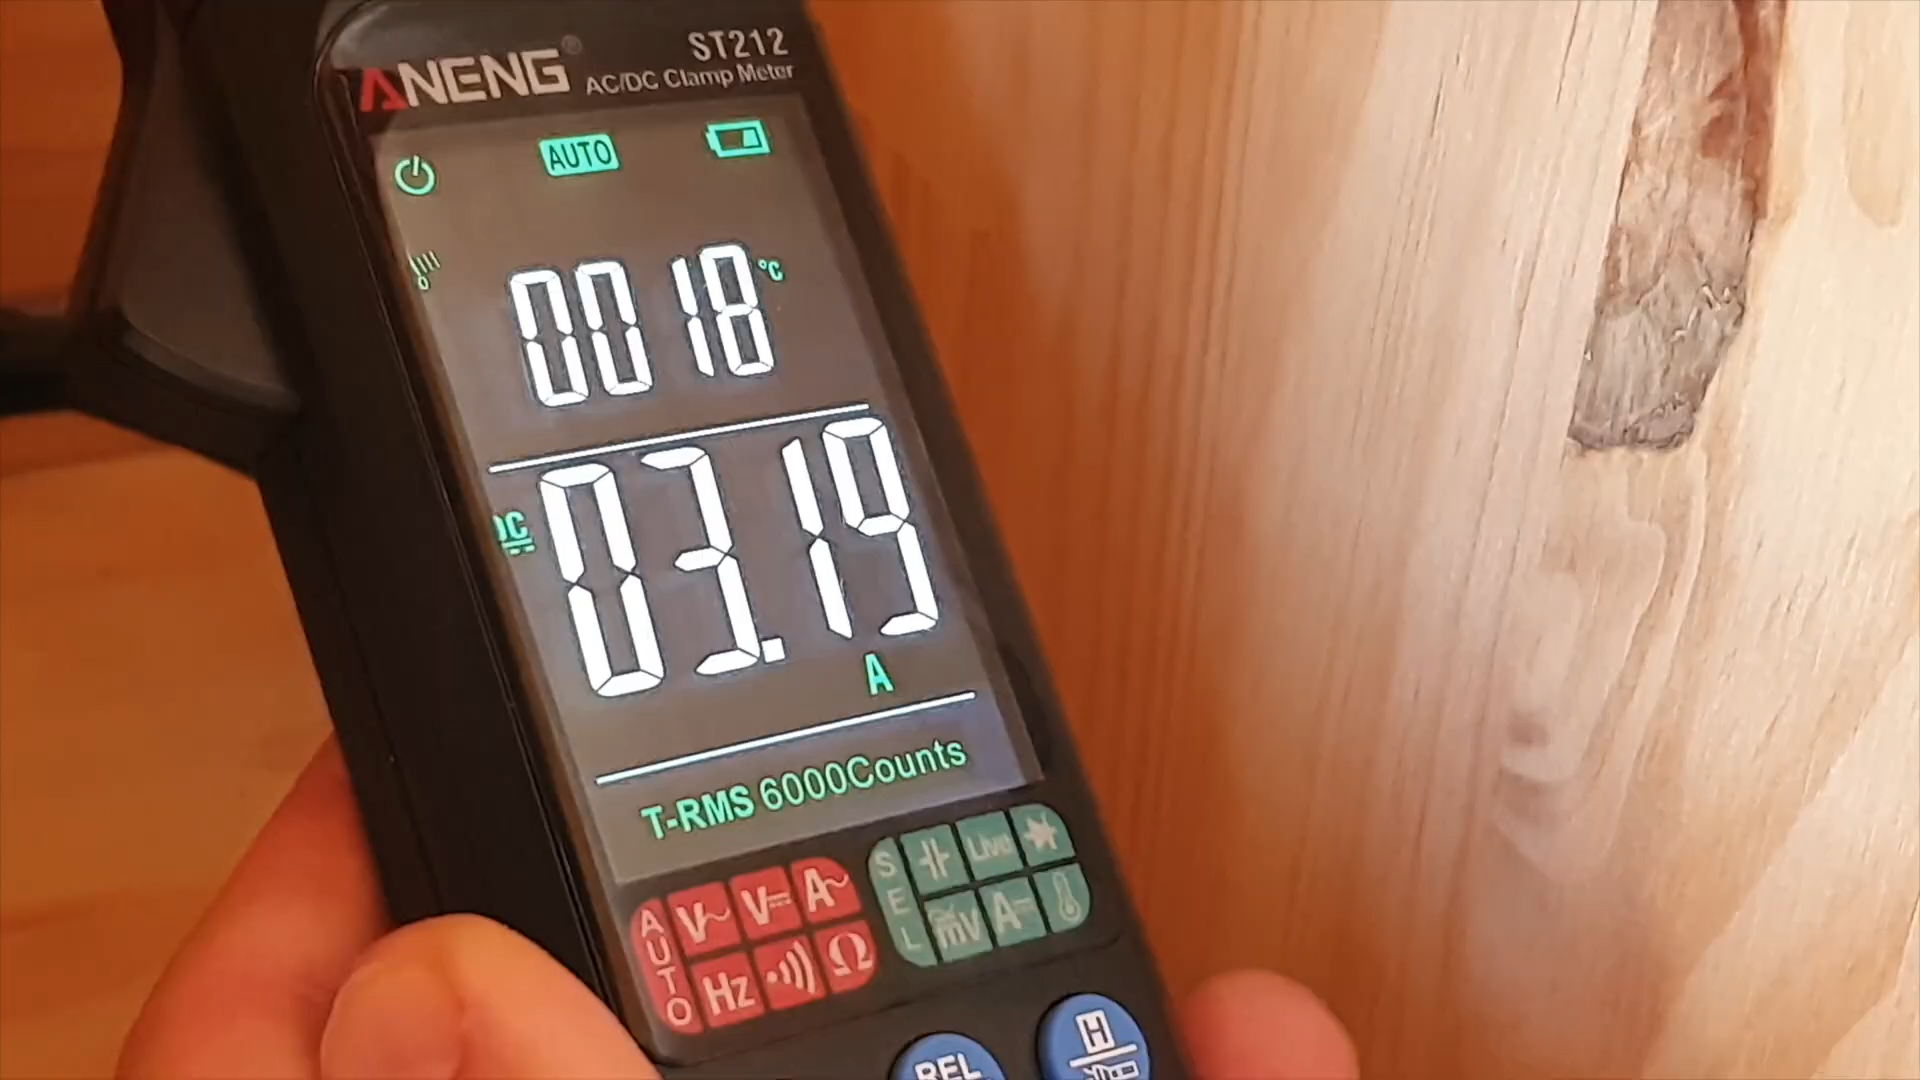 ANENG® ST212
AC/DC Clamp Meter
AUTO
0018 °C
DC 03.19
A
T-RMS 6000Counts
AUTO V~ V⎓ A~
Hz Ω
SEL Live
mV A⎓
REL H